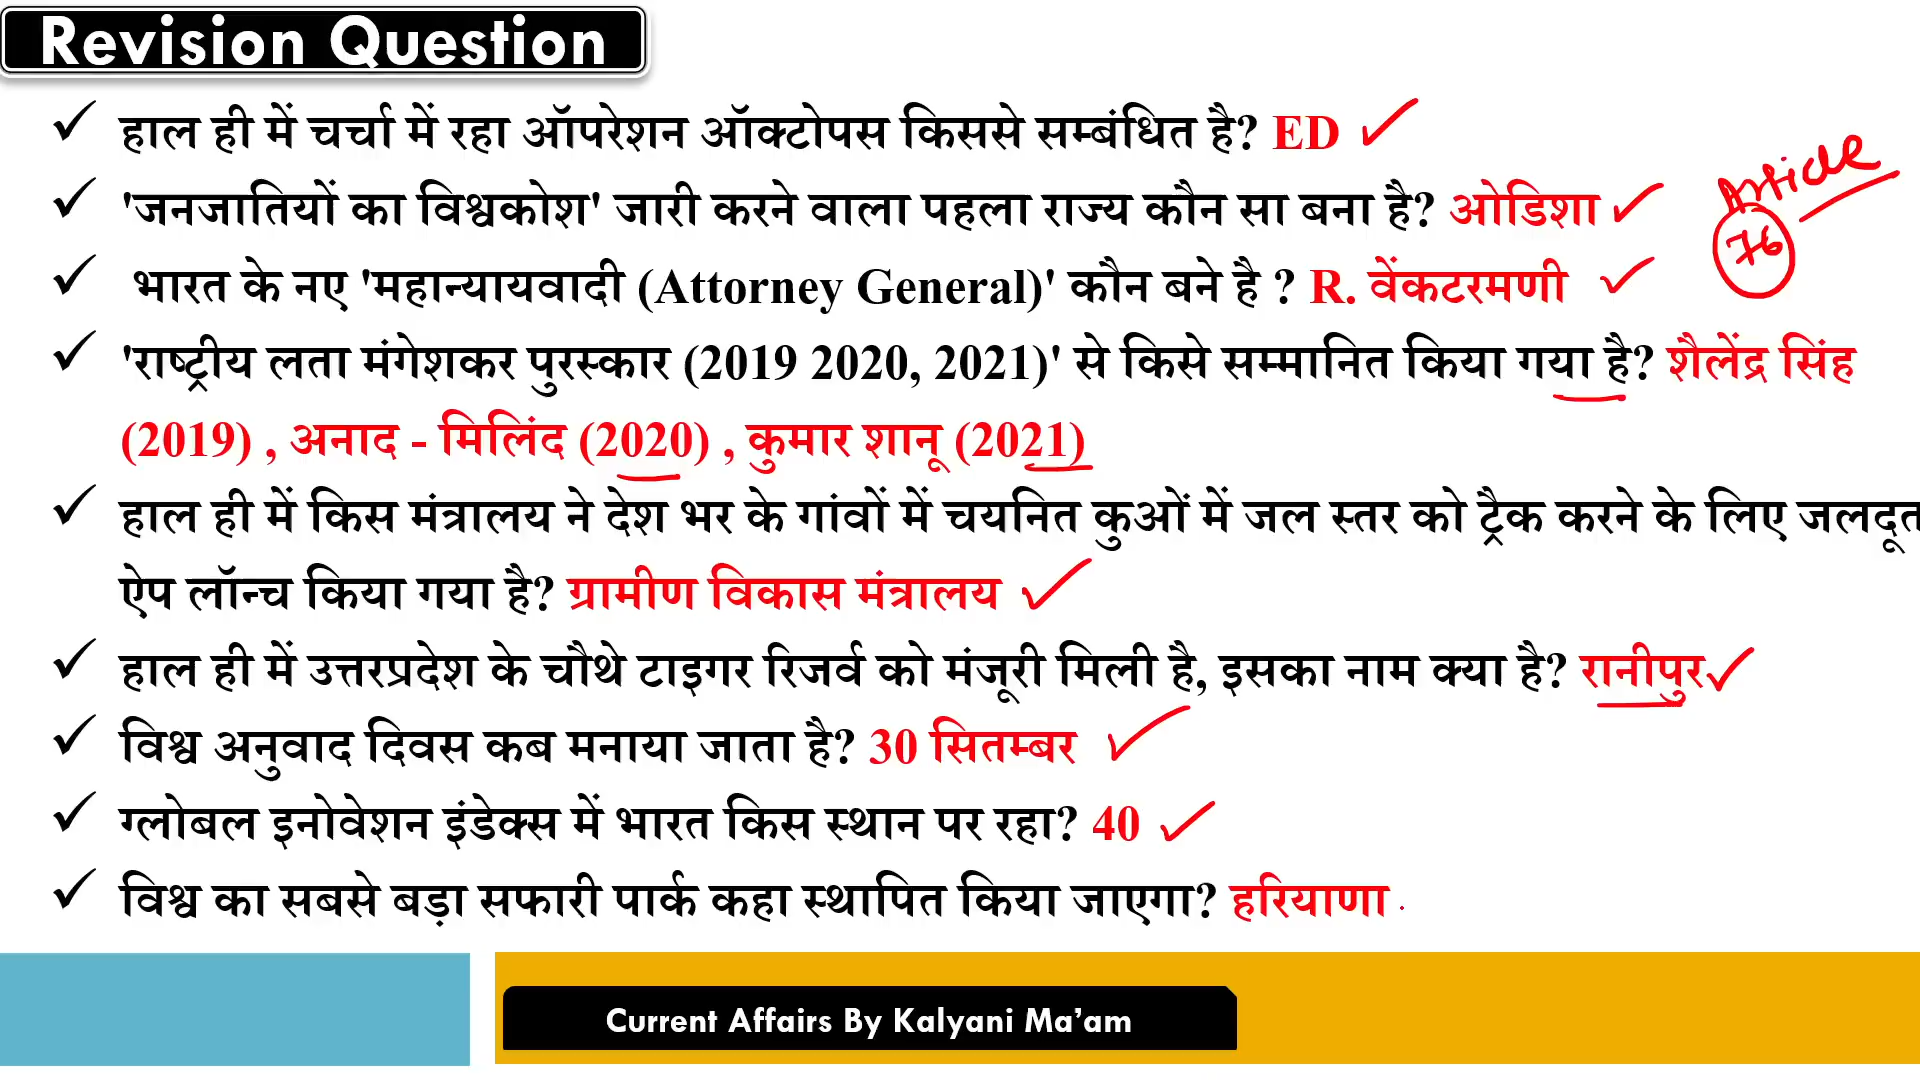 Revision Question
✓ हाल ही में चर्चा में रहा ऑपरेशन ऑक्टोपस किससे सम्बंधित है? ED
✓ 'जनजातियों का विश्वकोश' जारी करने वाला पहला राज्य कौन सा बना है? ओडिशा
✓ भारत के नए 'महान्यायवादी (Attorney General)' कौन बने है ? R. वेंकटरमणी
Article
76
✓ 'राष्ट्रीय लता मंगेशकर पुरस्कार (2019 2020, 2021)' से किसे सम्मानित किया गया है? शैलेंद्र सिंह
(2019) , अनाद - मिलिंद (2020) , कुमार शानू (2021)
✓ हाल ही में किस मंत्रालय ने देश भर के गांवों में चयनित कुओं में जल स्तर को ट्रैक करने के लिए जलदूत
ऐप लॉन्च किया गया है? ग्रामीण विकास मंत्रालय
✓ हाल ही में उत्तरप्रदेश के चौथे टाइगर रिजर्व को मंजूरी मिली है, इसका नाम क्या है? रानीपुर
✓ विश्व अनुवाद दिवस कब मनाया जाता है? 30 सितम्बर
✓ ग्लोबल इनोवेशन इंडेक्स में भारत किस स्थान पर रहा? 40
✓ विश्व का सबसे बड़ा सफारी पार्क कहा स्थापित किया जाएगा? हरियाणा
Current Affairs By Kalyani Ma’am